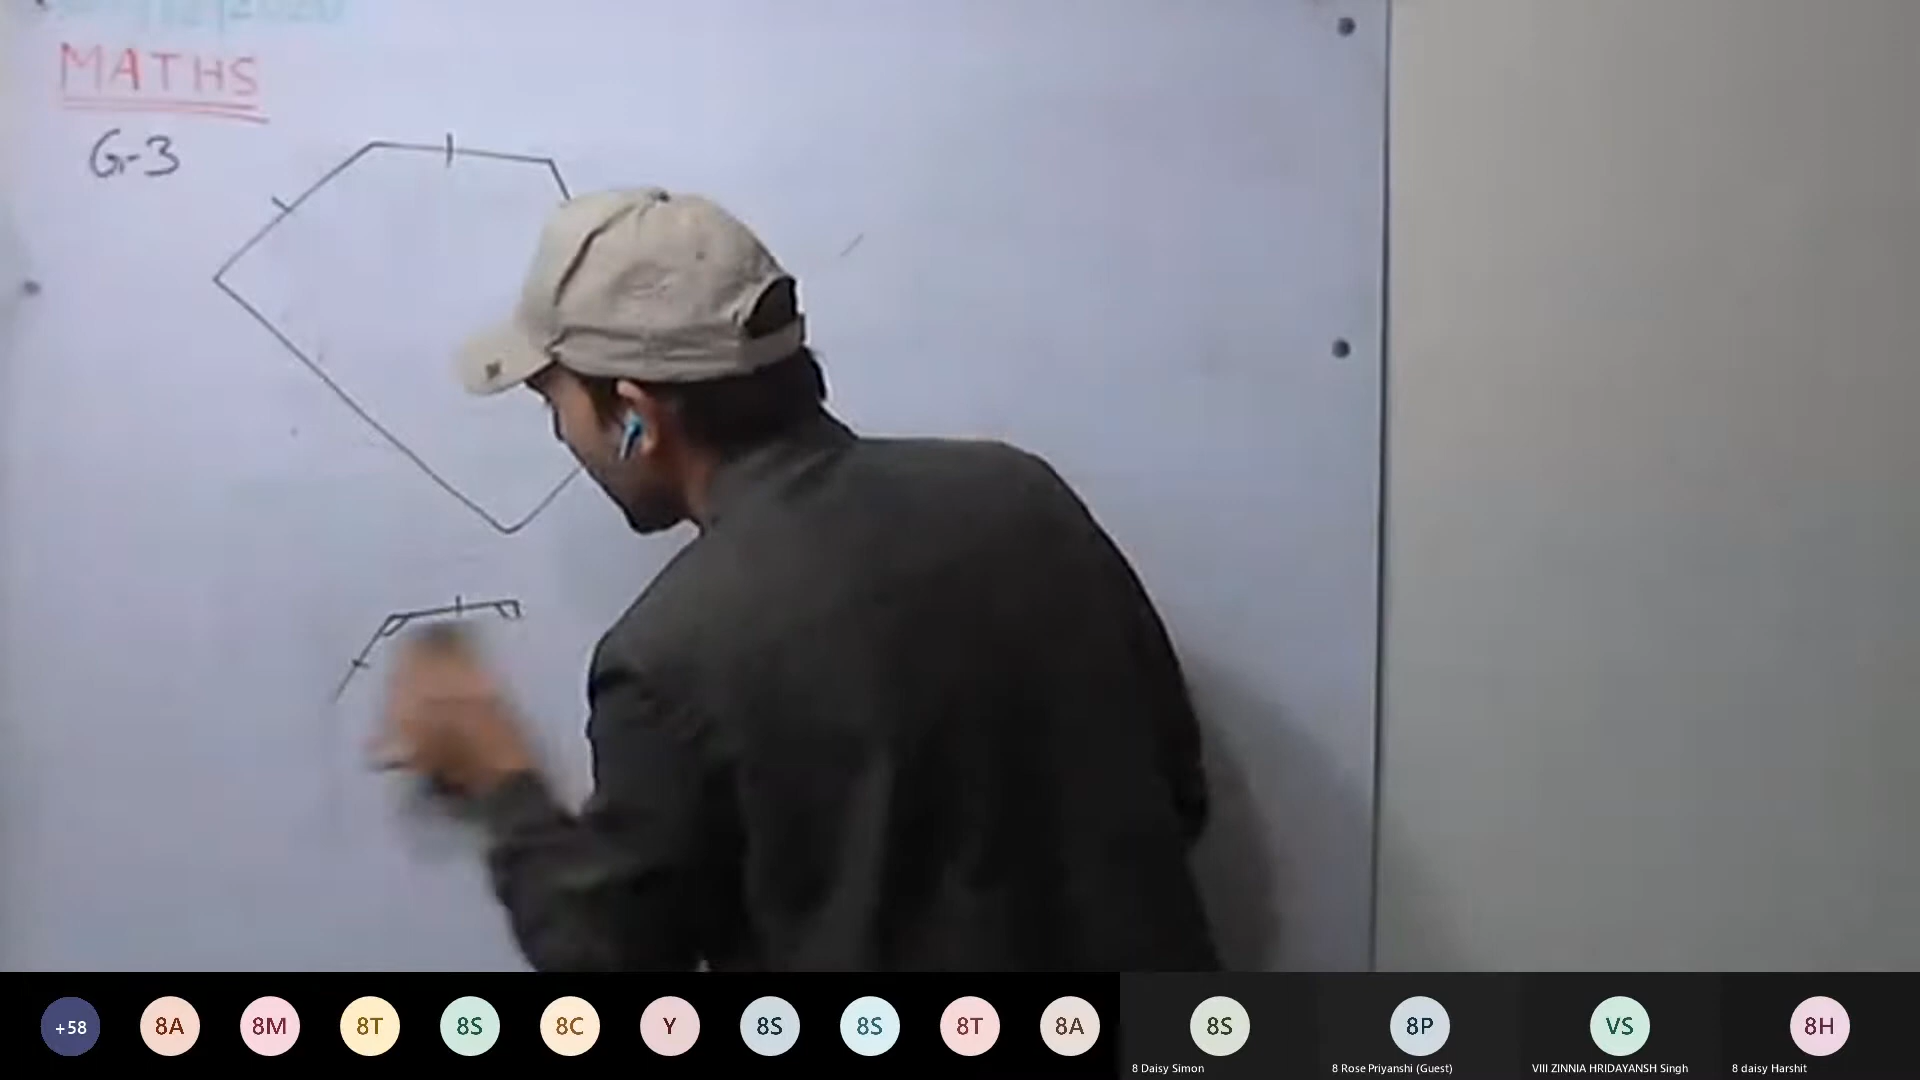 MATHS
G-3
+58
8A
8M
8T
8S
8C
Y
8S
8S
8T
8A
8S
8P
VS
8H
8 Daisy Simon
8 Rose Priyanshi (Guest)
VIII ZINNIA HRIDAYANSH Singh
8 daisy Harshit